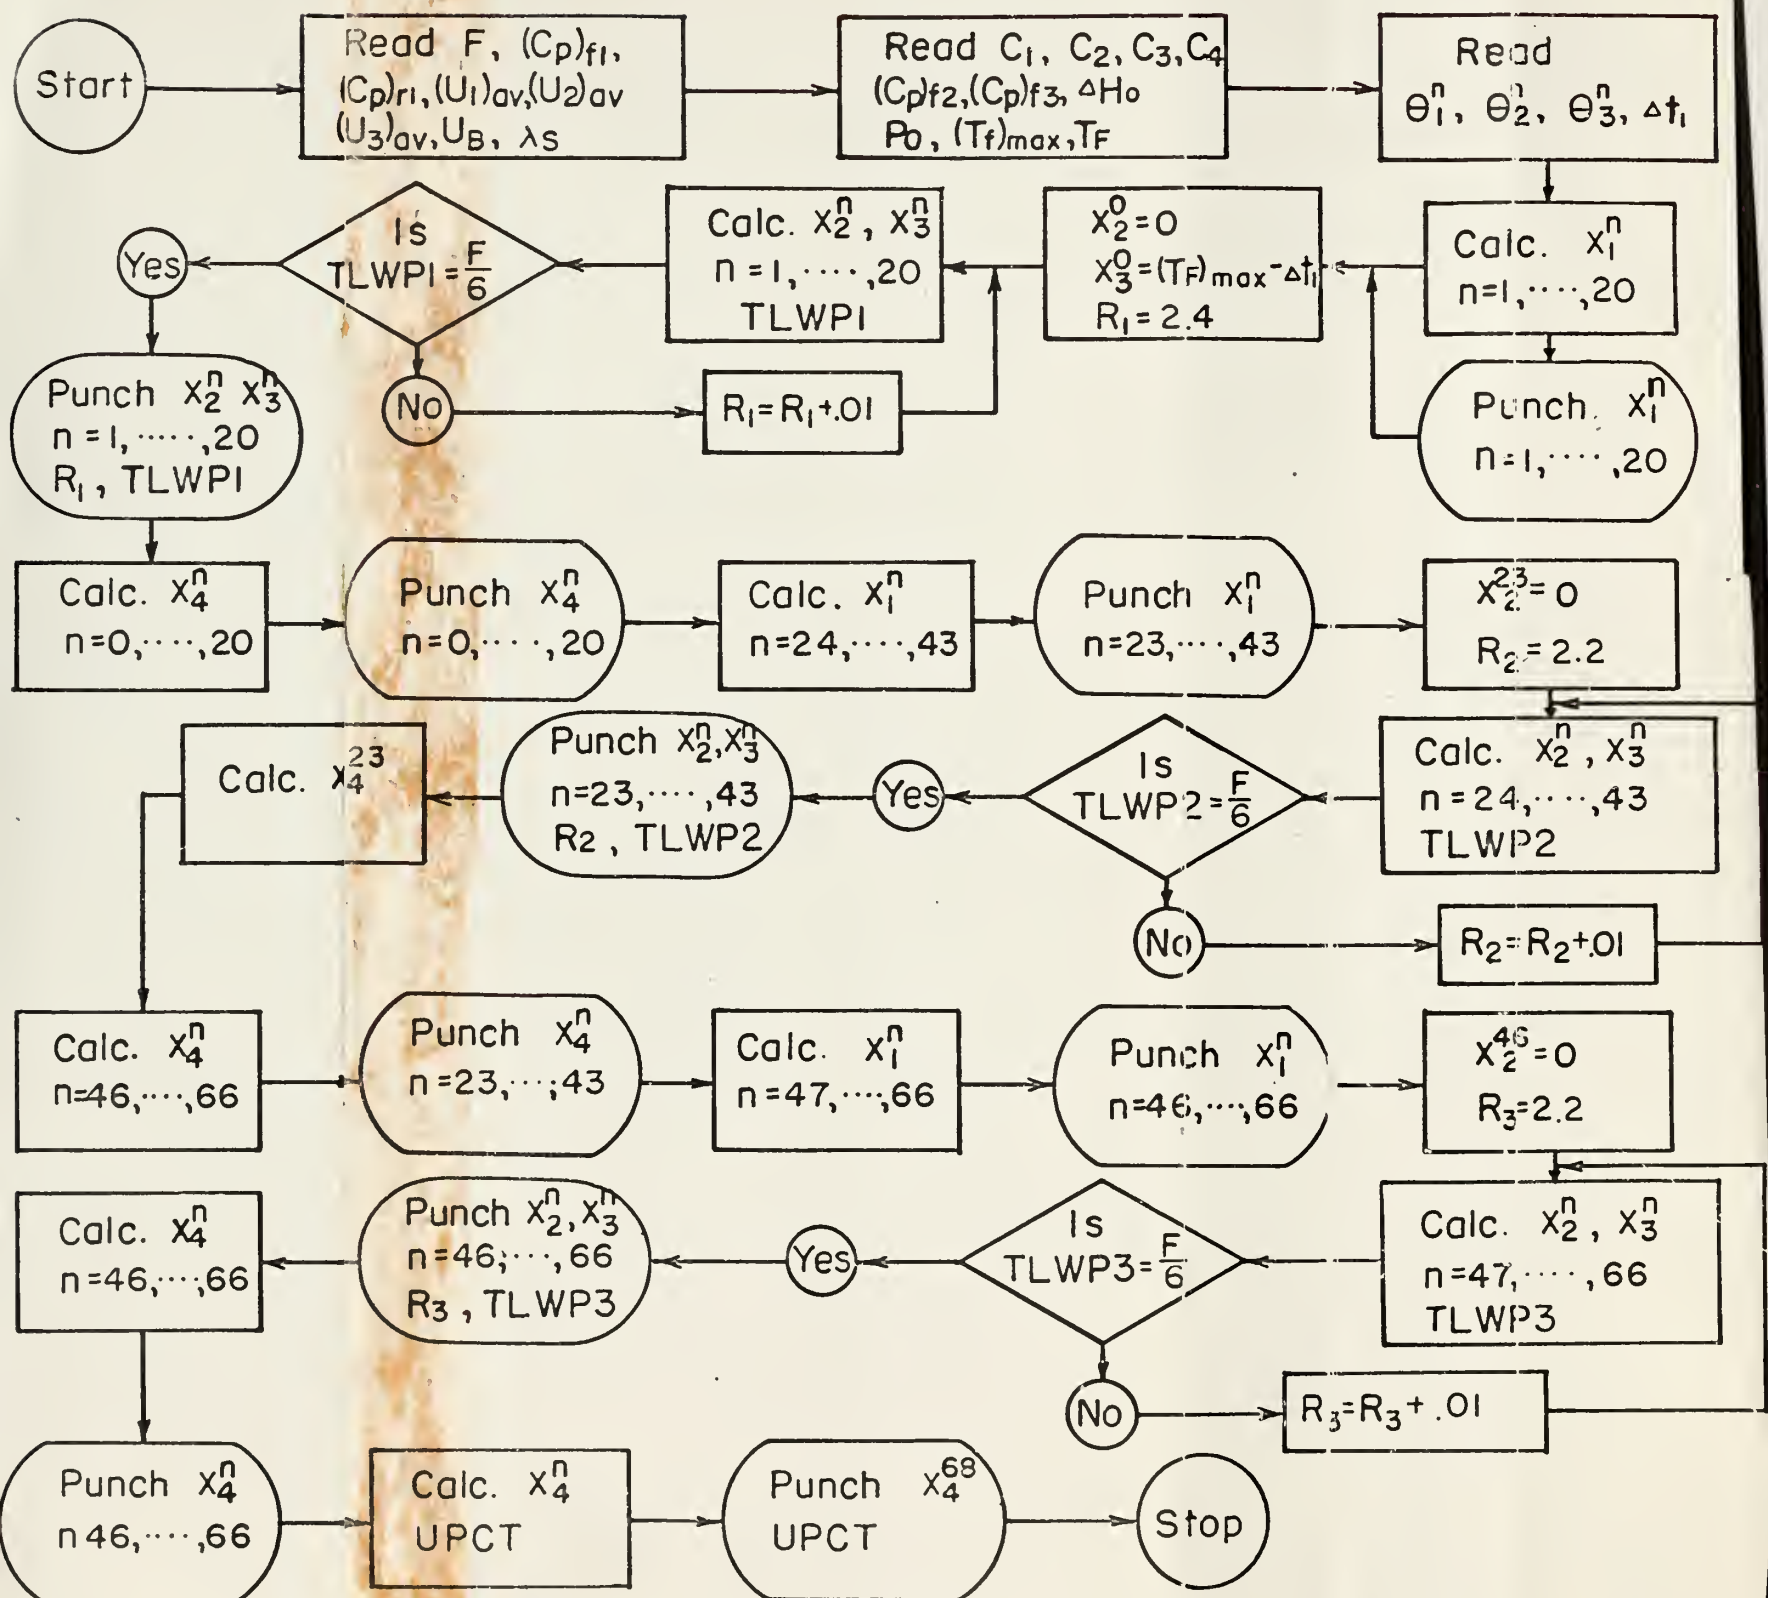 Start
Read F, (Cp)f1,
(Cp)r1, (U1)av, (U2)av
(U3)av, UB, λS
Read C1, C2, C3, C4
(Cp)f2, (Cp)f3, ΔHo
Po, (Tf)max, TF
Read
Θ₁ⁿ, Θ₂ⁿ, Θ₃ⁿ, Δt₁
Calc. X₁ⁿ
n=1,····,20
Punch. X₁ⁿ
n=1,····,20
X₂⁰=0
X₃⁰=(TF)max-Δt₁
R₁=2.4
Calc. X₂ⁿ, X₃ⁿ
n=1,····,20
TLWP1
Is
TLWP1=F/6
Yes
No
R₁=R₁+.01
Punch X₂ⁿ X₃ⁿ
n=1,·····,20
R₁, TLWP1
Calc. X₄ⁿ
n=0,····,20
Punch X₄ⁿ
n=0,····,20
Calc. X₁ⁿ
n=24,····,43
Punch X₁ⁿ
n=23,····,43
X₂²³=0
R₂=2.2
Calc. X₂ⁿ, X₃ⁿ
n=24,····,43
TLWP2
Is
TLWP2=F/6
Yes
No
R₂=R₂+.01
Punch X₂ⁿ,X₃ⁿ
n=23,····,43
R₂, TLWP2
Calc. X₄²³
Calc. X₄ⁿ
n=46,····,66
Punch X₄ⁿ
n=23,···,43
Calc. X₁ⁿ
n=47,····,66
Punch X₁ⁿ
n=46,···,66
X₂⁴⁶=0
R₃=2.2
Calc. X₂ⁿ, X₃ⁿ
n=47,····,66
TLWP3
Is
TLWP3=F/6
Yes
No
R₃=R₃+.01
Punch X₂ⁿ,X₃ⁿ
n=46,····,66
R₃, TLWP3
Calc. X₄ⁿ
n=46,····,66
Punch X₄ⁿ
n46,····,66
Calc. X₄ⁿ
UPCT
Punch X₄⁶⁸
UPCT
Stop